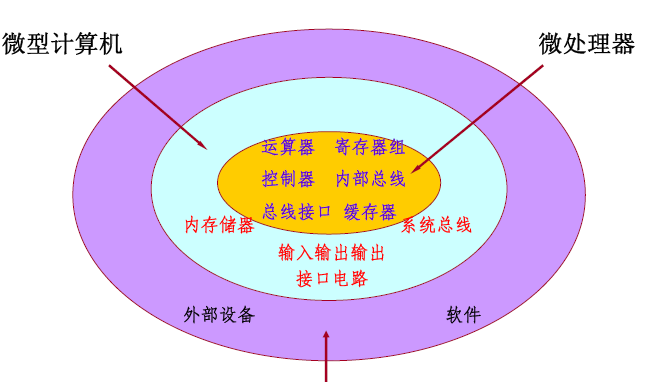 微型计算机
微处理器
运算器 寄存器组
控制器 内部总线
总线接口 缓存器
内存储器
系统总线
输入输出输出
接口电路
外部设备
软件